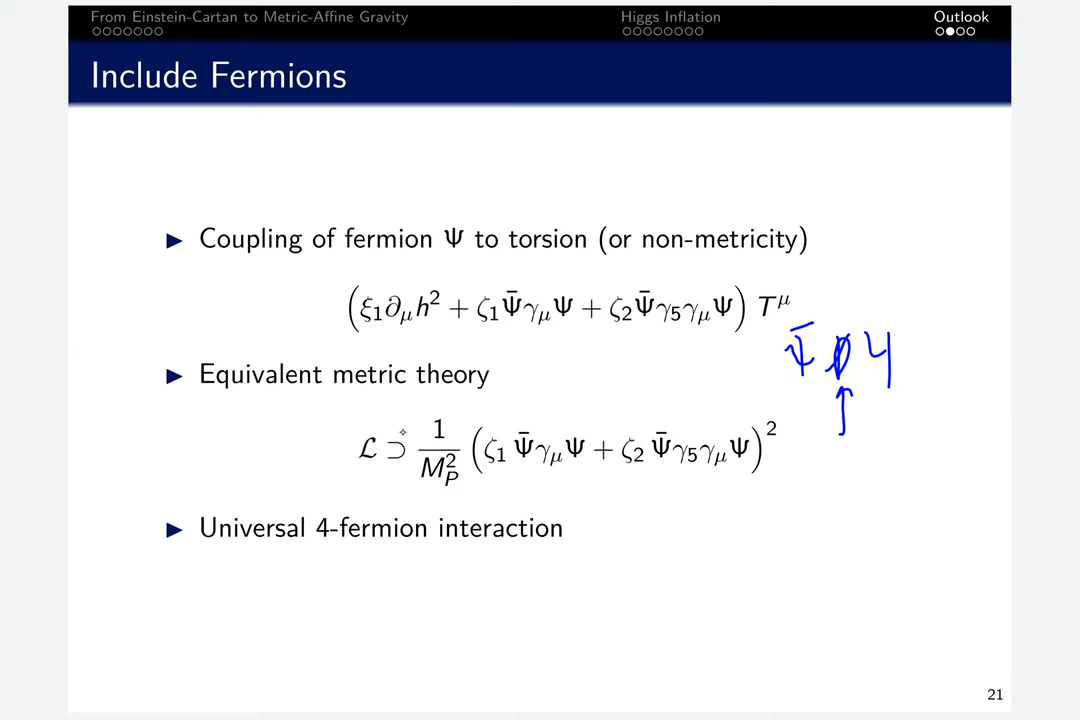 From Einstein-Cartan to Metric-Affine Gravity Higgs Inflation Outlook
Include Fermions
▶ Coupling of fermion Ψ to torsion (or non-metricity)
(ξ₁∂_μh² + ζ₁Ψ̄γ_μΨ + ζ₂Ψ̄γ₅γ_μΨ) T^μ
▶ Equivalent metric theory
ℒ ⊃ 1/M_P² (ζ₁ Ψ̄γ_μΨ + ζ₂ Ψ̄γ₅γ_μΨ)²
▶ Universal 4-fermion interaction
21